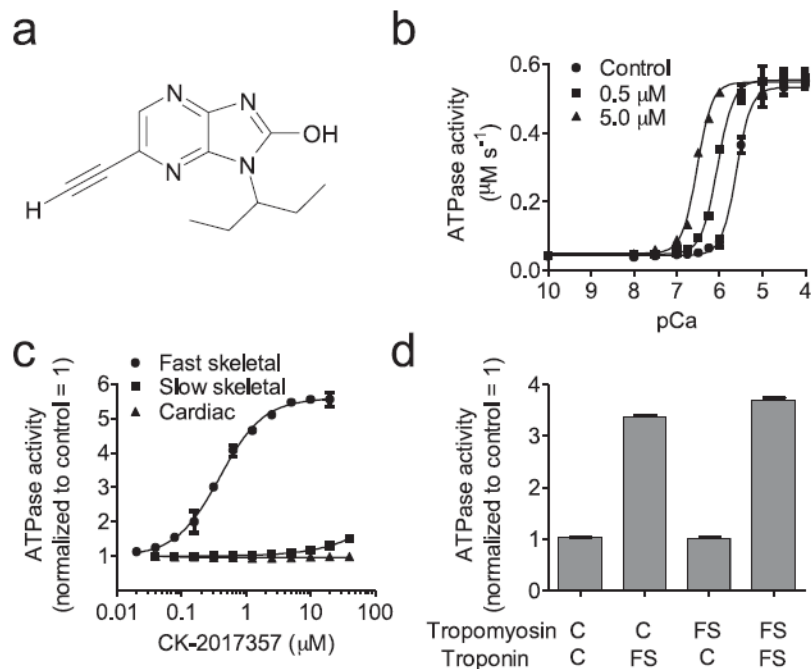 a
N
N
OH
N
N
H
b
Control
0.5 μM
5.0 μM
ATPase activity
(μM s⁻¹)
0.6
0.4
0.2
0.0
10 9 8 7 6 5 4
pCa
c
Fast skeletal
Slow skeletal
Cardiac
ATPase activity
(normalized to control = 1)
6
5
4
3
2
1
0.01 0.1 1 10 100
CK-2017357 (μM)
d
ATPase activity
(normalized to control = 1)
4
3
2
1
0
Tropomyosin C C FS FS
Troponin C FS C FS